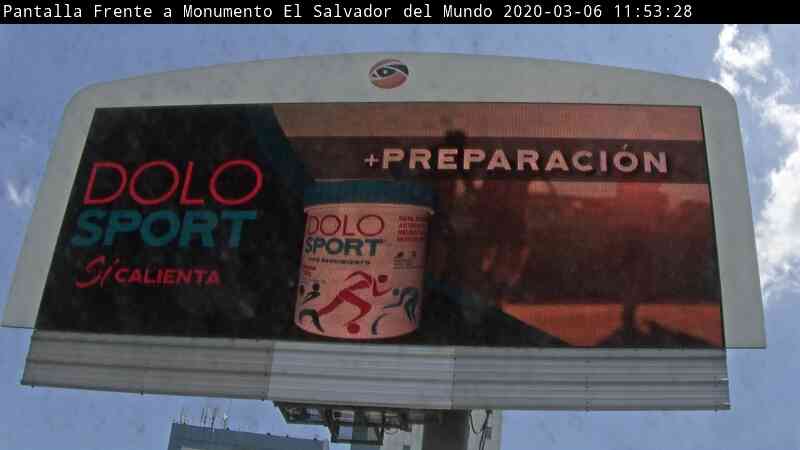 Pantalla Frente a Monumento El Salvador del Mundo 2020-03-06 11:53:28
+PREPARACIÓN
DOLO
SPORT
Sí CALIENTA
DOLO
SPORT